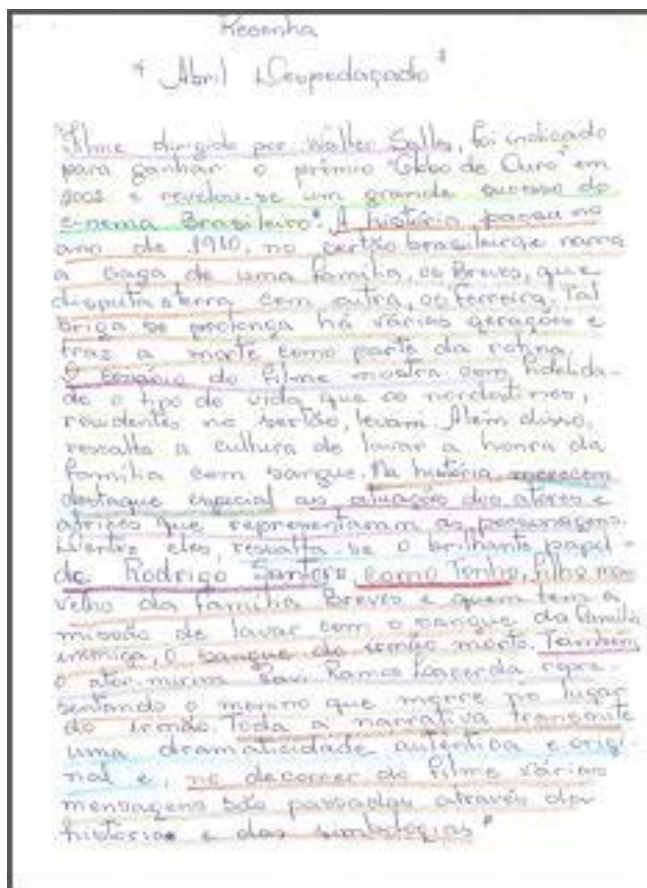 Resenha
" Abril Despedaçado "
"Filme dirigido por Walter Salles, foi indicado
para ganhar o prêmio "Globo de Ouro" em
2002 e revelou-se um grande sucesso do
cinema Brasileiro". A história passa no
ano de 1910, no sertão brasileiro e narra
a saga de uma família, os Breves, que
disputa terra com outra, os Ferreira. Tal
briga se prolonga há várias gerações e
traz a morte como parte da rotina.
O cenário do filme mostra com fidelida-
de o tipo de vida que os nordestinos,
residentes no sertão, levam. Além disso,
ressalta a cultura de lavar a honra da
família com sangue. Na história merecem
destaque especial as atuações dos atores e
atrizes que representaram as personagens.
Dentre eles, ressalta-se o brilhante papel
de Rodrigo Santoro como Tonho, filho mais
velho da família Breves e quem tem a
missão de lavar com o sangue da família
inimiga, o sangue do irmão morto. Também
o ator-mirim Ravi Ramos Lacerda repre-
sentando o menino que morre no lugar
do irmão. Toda a narrativa transmite
uma dramaticidade autêntica e origi-
nal e, no decorrer do filme várias
mensagens são passadas através das
histórias e das simbologias"